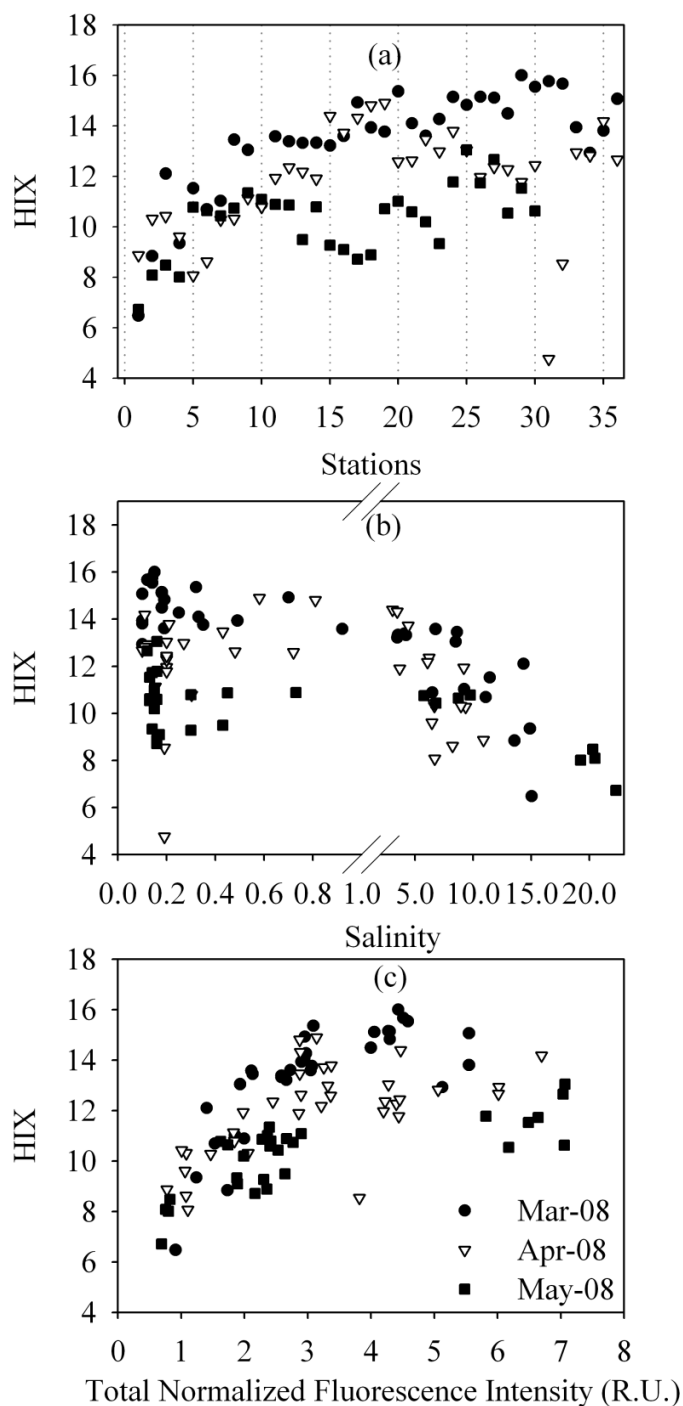 18
(a)
16
14
12
HIX
10
8
6
4
0 5 10 15 20 25 30 35
Stations
18
(b)
16
14
12
HIX
10
8
6
4
0.0 0.2 0.4 0.6 0.8 1.0 5.0 10.0 15.0 20.0
Salinity
18
(c)
16
14
12
HIX
10
8
Mar-08
6
Apr-08
May-08
4
0 1 2 3 4 5 6 7 8
Total Normalized Fluorescence Intensity (R.U.)